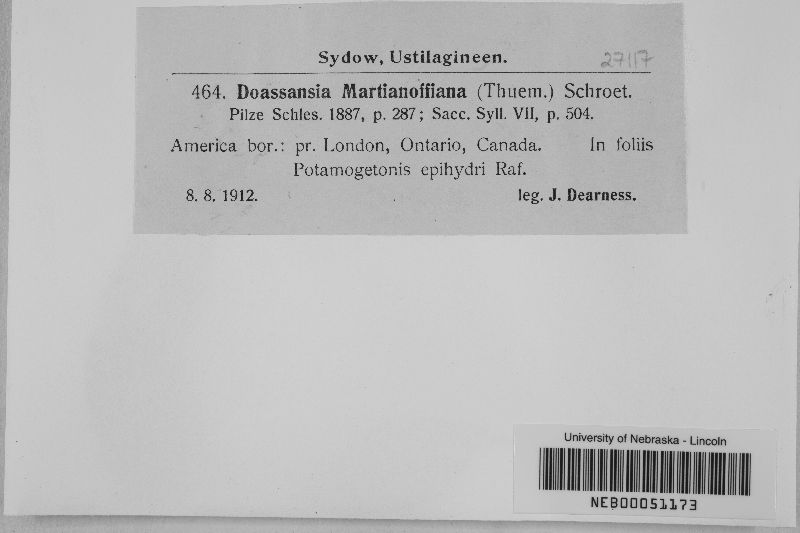 Sydow, Ustilagineen.
27117
464. Doassansia Martianoffiana (Thuem.) Schroet.
Pilze Schles. 1887, p. 287; Sacc. Syll. VII, p. 504.
America bor.: pr. London, Ontario, Canada. In foliis
Potamogetonis epihydri Raf.
8. 8. 1912. leg. J. Dearness.
University of Nebraska - Lincoln
NEB00051173